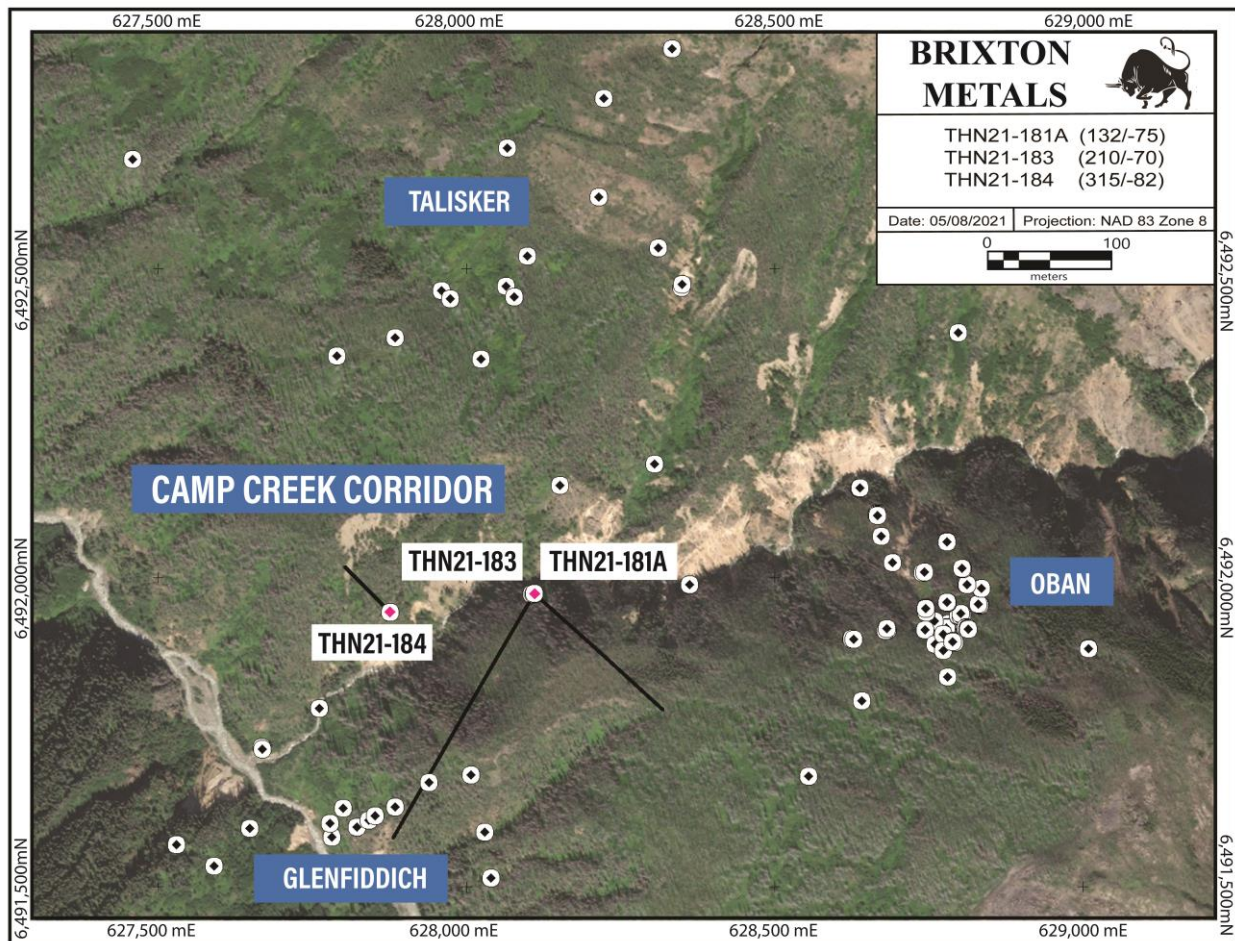 627,500 mE
628,000 mE
628,500 mE
629,000 mE
BRIXTON
METALS
THN21-181A (132/-75)
THN21-183 (210/-70)
THN21-184 (315/-82)
Date: 05/08/2021
Projection: NAD 83 Zone 8
0 100
meters
TALISKER
6,492,500mN
6,492,500mN
CAMP CREEK CORRIDOR
THN21-183
THN21-181A
OBAN
6,492,000mN
6,492,000mN
THN21-184
GLENFIDDICH
6,491,500mN
6,491,500mN
627,500 mE
628,000 mE
628,500 mE
629,000 mE